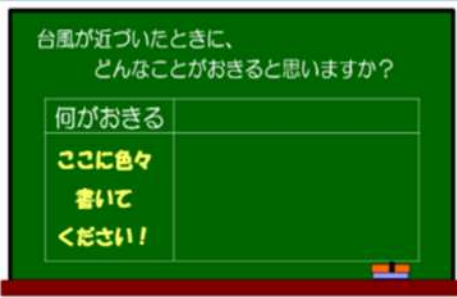 台風が近づいたときに、
どんなことがおきると思いますか？
何がおきる
ここに色々
書いて
ください！